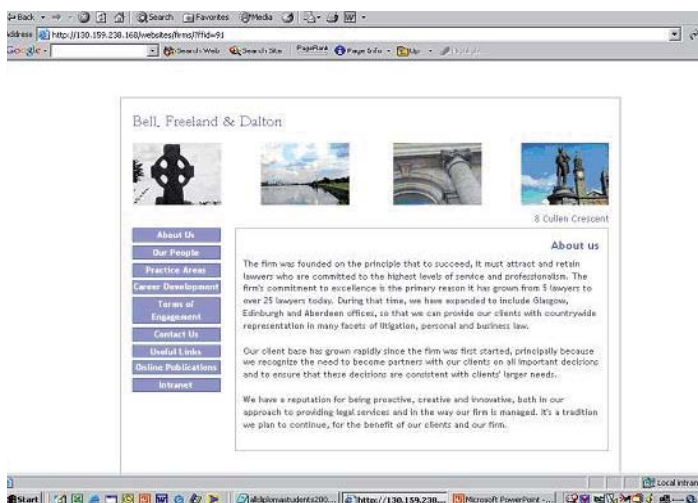 Back
Search Favorites Media
Address http://130.159.238.168/websites/firms/?ffid=91
Google Search Web Search Site PageRank Page Info Up
Bell, Freeland & Dalton
8 Cullen Crescent
About Us
Our People
Practice Areas
Career Development
Terms of
Engagement
Contact Us
Useful Links
Online Publications
Intranet
About us
The firm was founded on the principle that to succeed, it must attract and retain
lawyers who are committed to the highest levels of service and professionalism. The
firm's commitment to excellence is the primary reason it has grown from 5 lawyers to
over 25 lawyers today. During that time, we have expanded to include Glasgow,
Edinburgh and Aberdeen offices, so that we can provide our clients with countrywide
representation in many facets of litigation, personal and business law.
Our client base has grown rapidly since the firm was first started, principally because
we recognize the need to become partners with our clients on all important decisions
and to ensure that these decisions are consistent with clients' larger needs.
We have a reputation for being proactive, creative and innovative, both in our
approach to providing legal services and in the way our firm is managed. It's a tradition
we plan to continue, for the benefit of our clients and our firm.
Local intran
Start alldiplomastudents200... http://130.159.238... Microsoft PowerPoint - ...